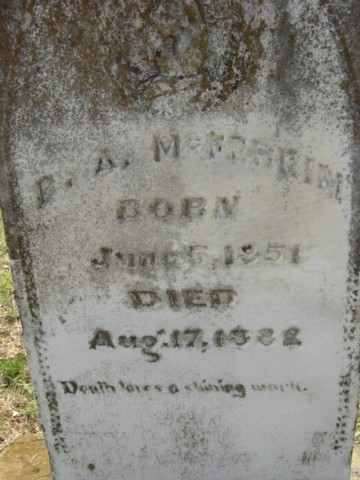 A. McFERRIN
BORN
June 5, 1851
DIED
Aug. 17, 1882
Death loves a shining mark.